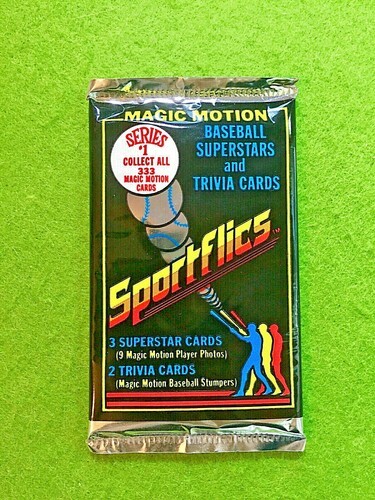 MAGIC MOTION
SERIES
#1
COLLECT ALL
333
MAGIC MOTION
CARDS
BASEBALL
SUPERSTARS
and
TRIVIA CARDS
Sportflics™
3 SUPERSTAR CARDS
(9 Magic Motion Player Photos)
2 TRIVIA CARDS
(Magic Motion Baseball Stumpers)